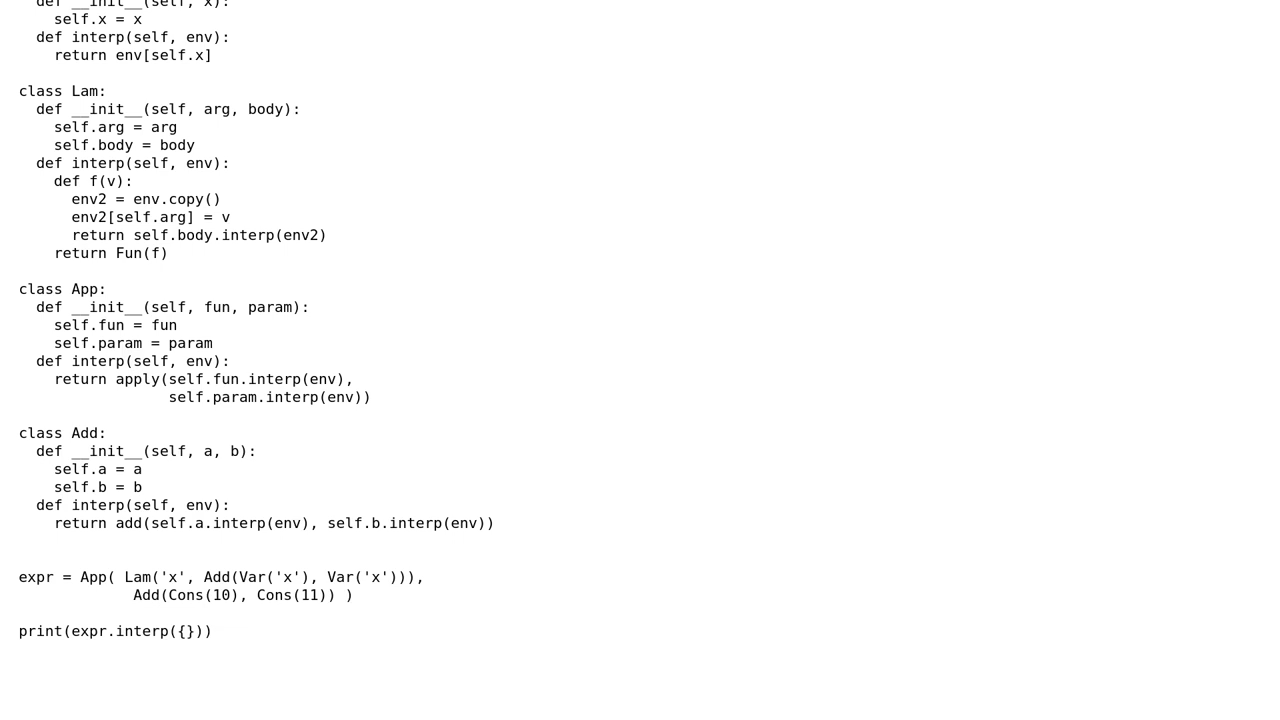 def __init__(self, x):
    self.x = x
  def interp(self, env):
    return env[self.x]

class Lam:
  def __init__(self, arg, body):
    self.arg = arg
    self.body = body
  def interp(self, env):
    def f(v):
      env2 = env.copy()
      env2[self.arg] = v
      return self.body.interp(env2)
    return Fun(f)

class App:
  def __init__(self, fun, param):
    self.fun = fun
    self.param = param
  def interp(self, env):
    return apply(self.fun.interp(env),
                 self.param.interp(env))

class Add:
  def __init__(self, a, b):
    self.a = a
    self.b = b
  def interp(self, env):
    return add(self.a.interp(env), self.b.interp(env))


expr = App( Lam('x', Add(Var('x'), Var('x'))),
             Add(Cons(10), Cons(11)) )

print(expr.interp({}))